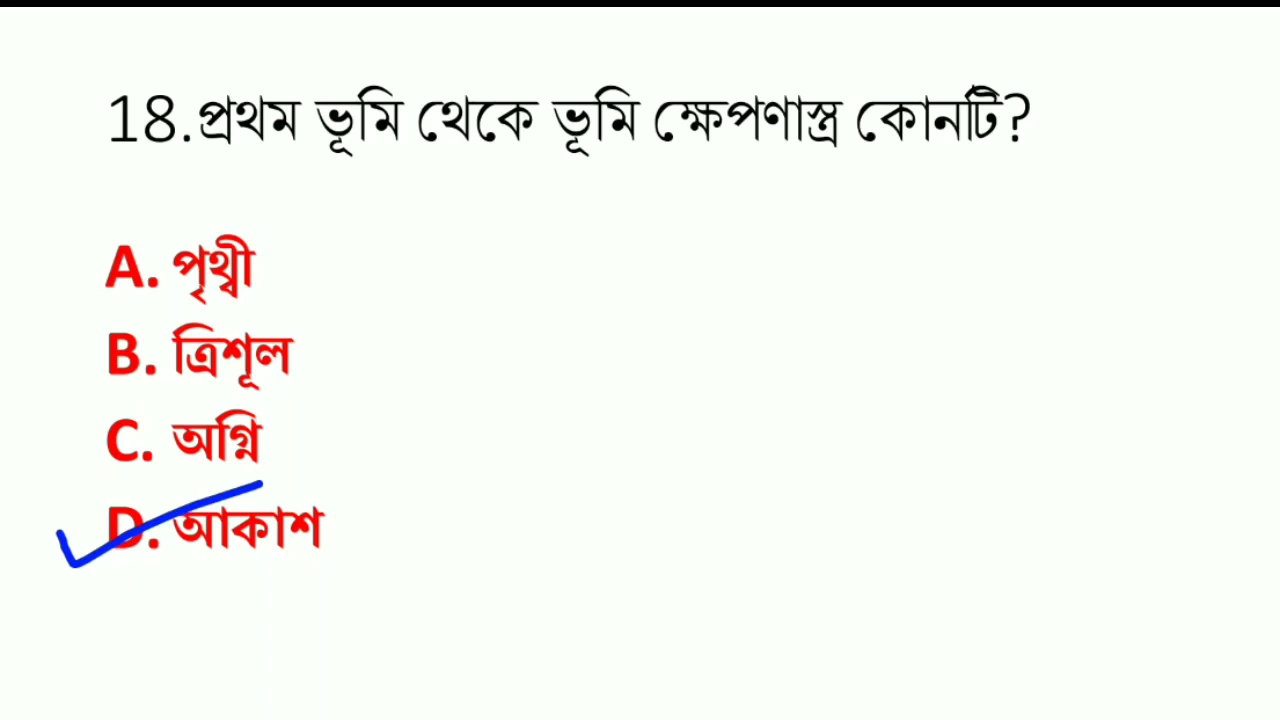 18.প্রথম ভূমি থেকে ভূমি ক্ষেপণাস্ত্র কোনটি?
A. পৃথ্বী
B. ত্রিশূল
C. অগ্নি
D. আকাশ